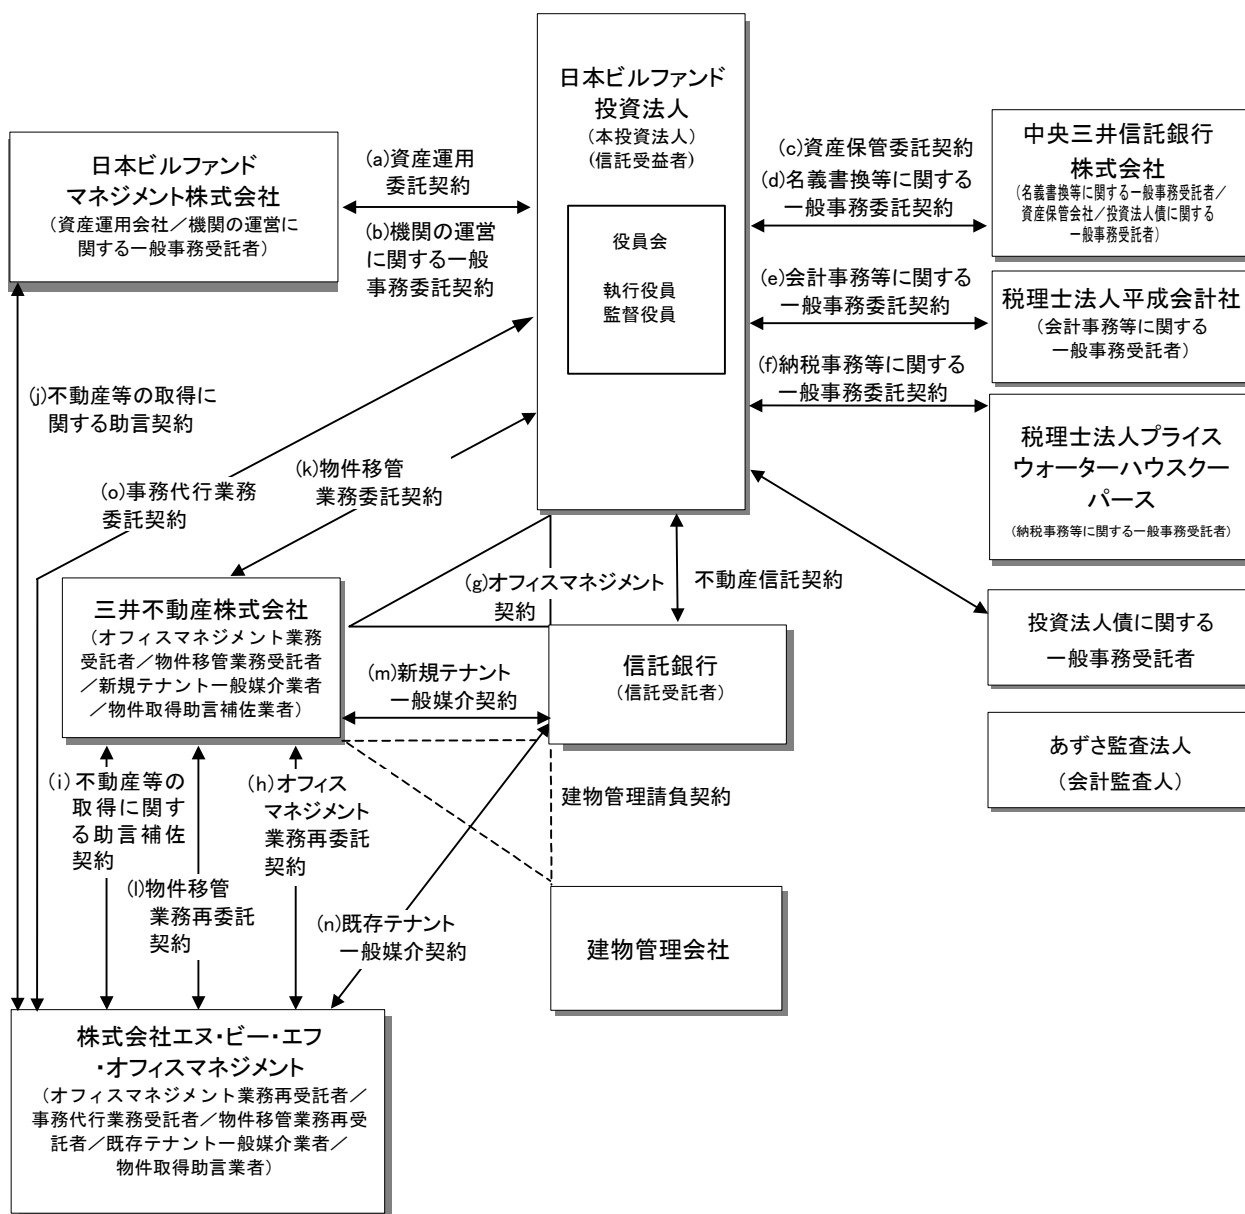 日本ビルファンド
投資法人
(本投資法人)
(信託受益者)
役員会
執行役員
監督役員
日本ビルファンド
マネジメント株式会社
(資産運用会社／機関の運営に
関する一般事務受託者)
(a)資産運用
委託契約
(b)機関の運営
に関する一般
事務委託契約
(c)資産保管委託契約
(d)名義書換等に関する
一般事務委託契約
中央三井信託銀行
株式会社
(名義書換等に関する一般事務受託者／
資産保管会社／投資法人債に関する
一般事務受託者)
(e)会計事務等に関する
一般事務委託契約
税理士法人平成会計社
(会計事務等に関する
一般事務受託者)
(f)納税事務等に関する
一般事務委託契約
税理士法人プライス
ウォーターハウスクー
パース
(納税事務等に関する一般事務受託者)
投資法人債に関する
一般事務受託者
あずさ監査法人
(会計監査人)
(j)不動産等の取得に
関する助言契約
(o)事務代行業務
委託契約
(k)物件移管
業務委託契約
(g)オフィスマネジメント
契約
不動産信託契約
三井不動産株式会社
(オフィスマネジメント業務
受託者／物件移管業務受託者
／新規テナント一般媒介業者
／物件取得助言補佐業者)
(m)新規テナント
一般媒介契約
信託銀行
(信託受託者)
(i)不動産等の
取得に関す
る助言補佐
契約
(l)物件移管
業務再委託
契約
(h)オフィス
マネジメント
業務再委託
契約
(n)既存テナント
一般媒介契約
建物管理請負契約
建物管理会社
株式会社エヌ・ビー・エフ
・オフィスマネジメント
(オフィスマネジメント業務再受託者／
事務代行業務受託者／物件移管業務再受
託者／既存テナント一般媒介業者／
物件取得助言業者)